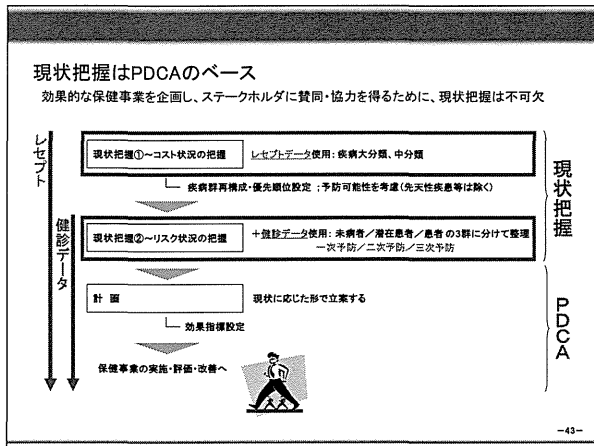 現状把握はPDCAのベース
効果的な保健事業を企画し、ステークホルダに賛同・協力を得るために、現状把握は不可欠
レセプト
健診データ
現状把握①~コスト状況の把握
レセプトデータ使用:疾病大分類、中分類
疾病群再構成・優先順位設定 ;予防可能性を考慮(先天性疾患等は除く)
現状把握②~リスク状況の把握
+健診データ使用:未病者/潜在患者/患者の3群に分けて整理
一次予防/二次予防/三次予防
計 画
現状に応じた形で立案する
効果指標設定
保健事業の実施・評価・改善へ
現状把握
PDCA
-43-